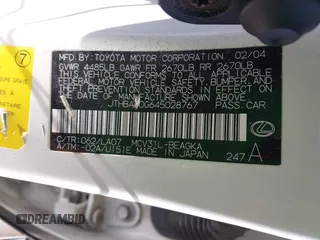 7
MFD. BY: TOYOTA MOTOR CORPORATION 02/04
GVWR 4485LB GAWR FR 2670LB RR 2670LB
THIS VEHICLE CONFORMS TO ALL APPLICABLE
FEDERAL MOTOR VEHICLE SAFETY, BUMPER, AND
THEFT PREVENTION STANDARDS IN EFFECT ON
THE DATE OF MANUFACTURE SHOWN ABOVE.
PASS. CAR
C/TR: 062/LA07 MCV31L-BEAGKA
A/TM: -02A/U151E MADE IN JAPAN 247 A
© DREAMBID